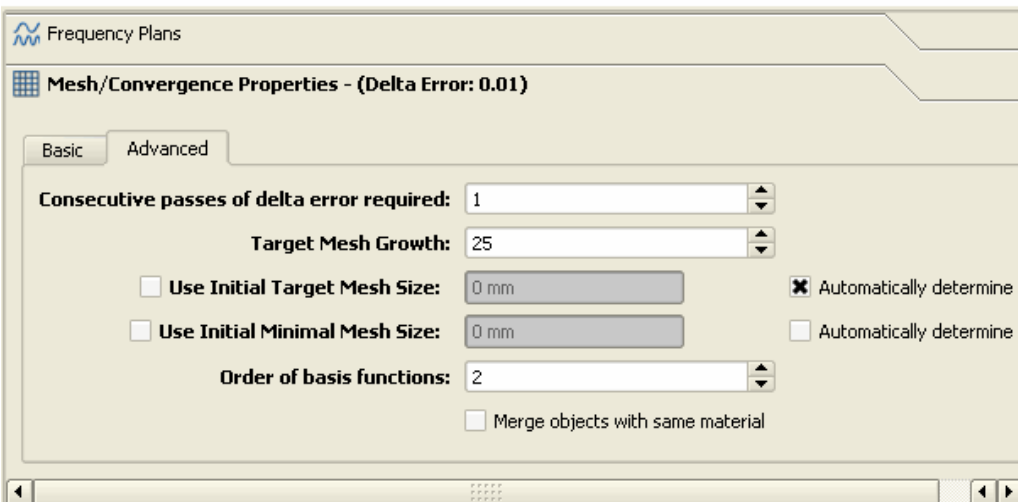 Frequency Plans
Mesh/Convergence Properties - (Delta Error: 0.01)
Basic Advanced
Consecutive passes of delta error required: 1
Target Mesh Growth: 25
Use Initial Target Mesh Size: 0 mm Automatically determine
Use Initial Minimal Mesh Size: 0 mm Automatically determine
Order of basis functions: 2
Merge objects with same material